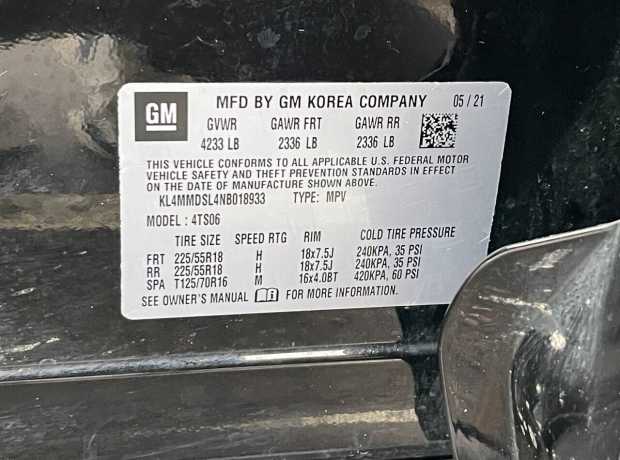 GM MFD BY GM KOREA COMPANY 05/21
GVWR GAWR FRT GAWR RR
4233 LB 2336 LB 2336 LB
THIS VEHICLE CONFORMS TO ALL APPLICABLE U.S. FEDERAL MOTOR
VEHICLE SAFETY AND THEFT PREVENTION STANDARDS IN EFFECT
ON THE DATE OF MANUFACTURE SHOWN ABOVE.
KL4MMDSL4NB018933 TYPE: MPV
MODEL: 4TS06
TIRE SIZE SPEED RTG RIM COLD TIRE PRESSURE
FRT 225/55R18 H 18x7.5J 240KPA, 35 PSI
RR 225/55R18 H 18x7.5J 240KPA, 35 PSI
SPA T125/70R16 M 16x4.0BT 420KPA, 60 PSI
SEE OWNER'S MANUAL FOR MORE INFORMATION.